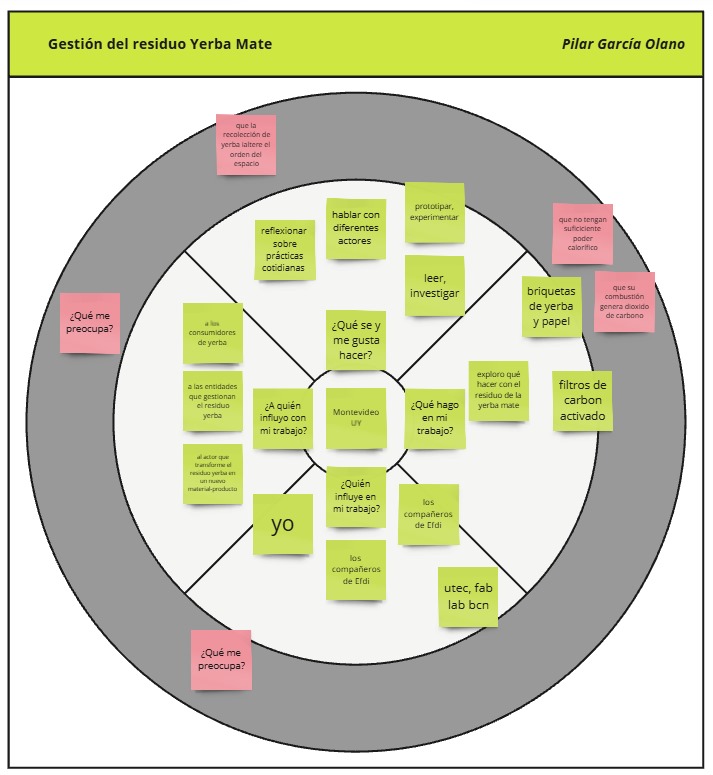 Gestión del residuo Yerba Mate
Pilar García Olano
que la
recolección de
yerba ialtere el
orden del
espacio
prototipar,
experimentar
hablar con
diferentes
actores
reflexionar
sobre
prácticas
cotidianas
que no tengan
suficiciente
poder
calorífico
leer,
investigar
que su
combustión
genera dioxido
de carbono
briquetas
de yerba
y papel
¿Qué me
preocupa?
a los
consumidores
de yerba
¿Qué se y
me gusta
hacer?
a las entidades
que gestionan
el residuo
yerba
¿A quién
influyo con
mi trabajo?
Montevideo
UY
¿Qué hago
en mi
trabajo?
exploro qué
hacer con el
residuo de la
yerba mate
filtros de
carbon
activado
al actor que
transforme el
residuo yerba en
un nuevo
material-producto
¿Quién
influye en
mi trabajo?
yo
los
compañeros
de Efdi
los
compañeros
de Efdi
utec, fab
lab bcn
¿Qué me
preocupa?